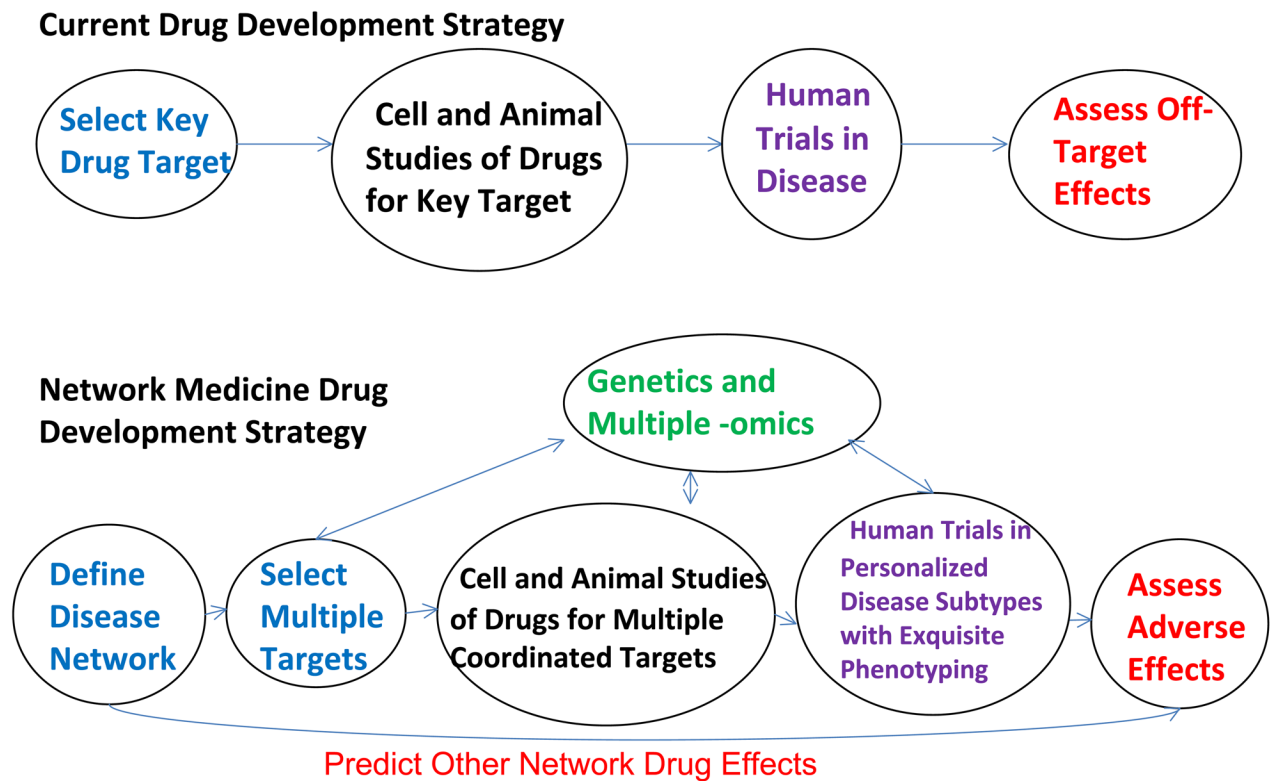 Current Drug Development Strategy
Select Key
Drug Target
Cell and Animal
Studies of Drugs
for Key Target
Human
Trials in
Disease
Assess Off-
Target
Effects
Network Medicine Drug
Development Strategy
Genetics and
Multiple -omics
Define
Disease
Network
Select
Multiple
Targets
Cell and Animal Studies
of Drugs for Multiple
Coordinated Targets
Human Trials in
Personalized
Disease Subtypes
with Exquisite
Phenotyping
Assess
Adverse
Effects
Predict Other Network Drug Effects